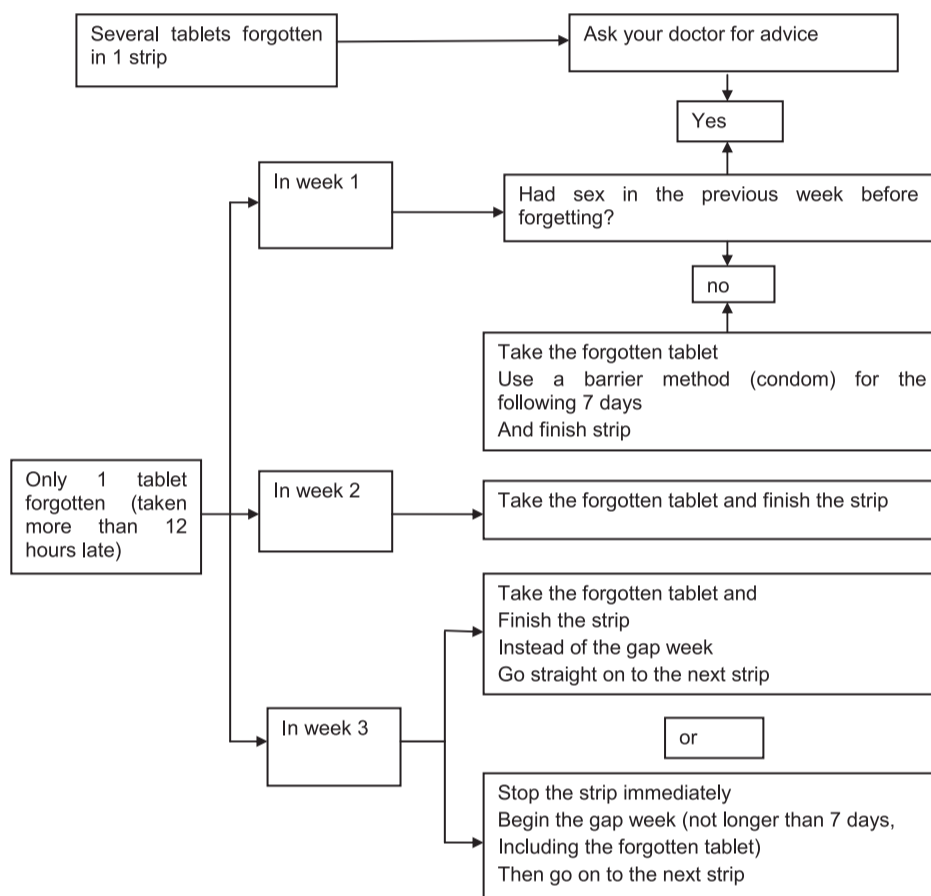 Several tablets forgotten
in 1 strip
Ask your doctor for advice
Yes
In week 1
Had sex in the previous week before
forgetting?
no
Take the forgotten tablet
Use a barrier method (condom) for the
following 7 days
And finish strip
Only 1 tablet
forgotten (taken
more than 12
hours late)
In week 2
Take the forgotten tablet and finish the strip
Take the forgotten tablet and
Finish the strip
Instead of the gap week
Go straight on to the next strip
In week 3
or
Stop the strip immediately
Begin the gap week (not longer than 7 days,
Including the forgotten tablet)
Then go on to the next strip